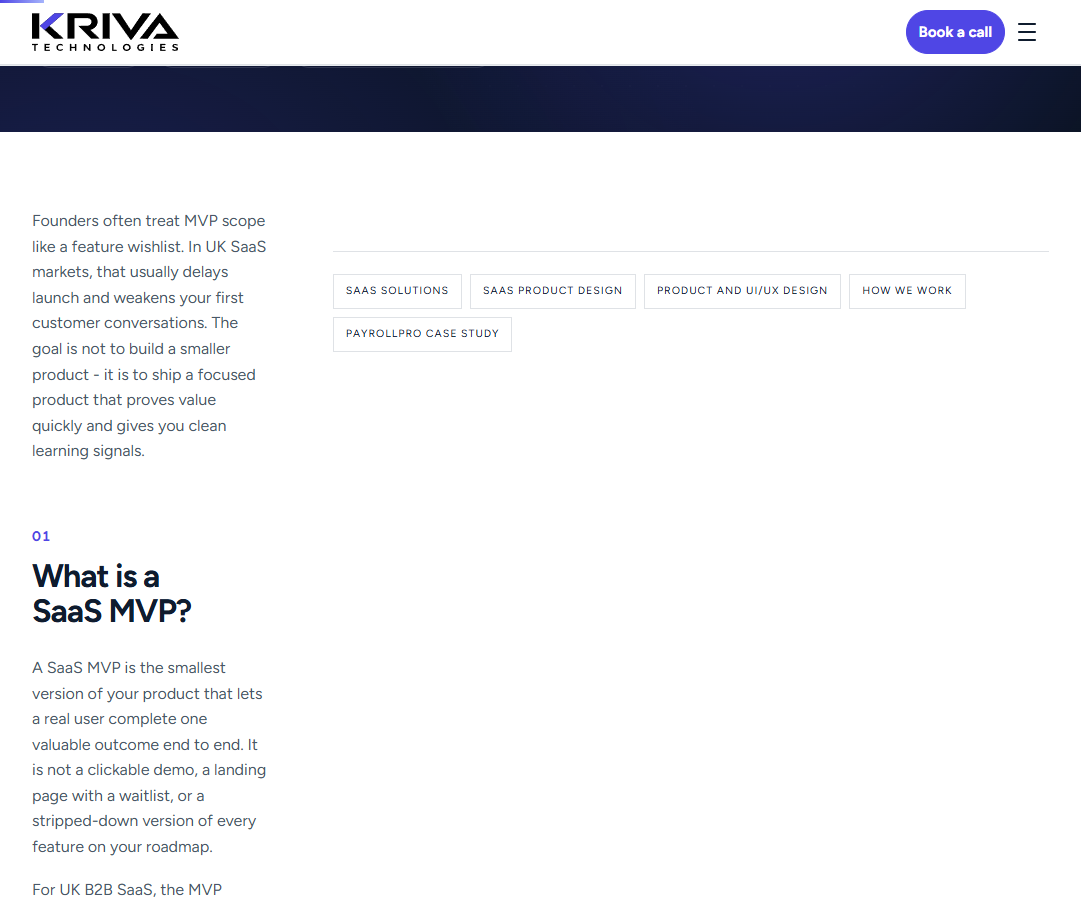 KRIVA
TECHNOLOGIES
Book a call
Founders often treat MVP scope
like a feature wishlist. In UK SaaS
markets, that usually delays
launch and weakens your first
customer conversations. The
goal is not to build a smaller
product - it is to ship a focused
product that proves value
quickly and gives you clean
learning signals.
SAAS SOLUTIONS
SAAS PRODUCT DESIGN
PRODUCT AND UI/UX DESIGN
HOW WE WORK
PAYROLLPRO CASE STUDY
01
What is a
SaaS MVP?
A SaaS MVP is the smallest
version of your product that lets
a real user complete one
valuable outcome end to end. It
is not a clickable demo, a landing
page with a waitlist, or a
stripped-down version of every
feature on your roadmap.
For UK B2B SaaS, the MVP